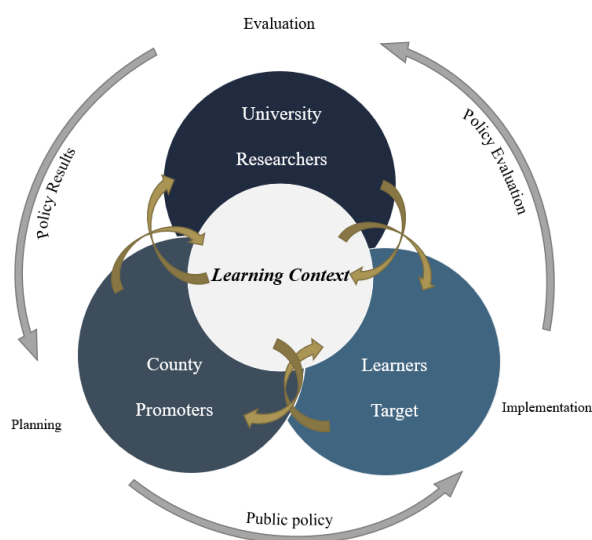 Evaluation
University
Researchers
Policy Results
Policy Evaluation
Learning Context
County
Promoters
Learners
Target
Planning
Implementation
Public policy